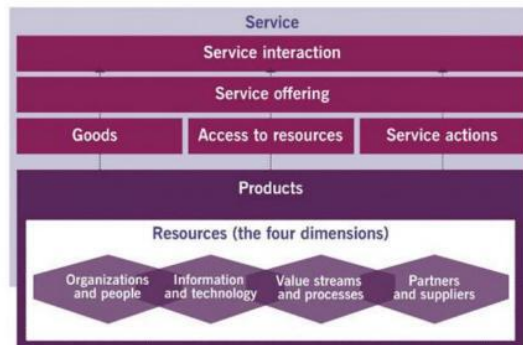 Service
Service interaction
Service offering
Goods
Access to resources
Service actions
Products
Resources (the four dimensions)
Organizations
and people
Information
and technology
Value streams
and processes
Partners
and suppliers